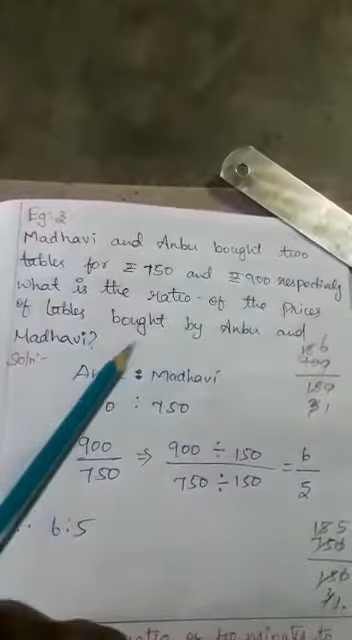 Eg:2
Madhavi and Anbu bought two
tables for ₹ 750 and ₹ 900 respectively
what is the ratio of the prices
of tables bought by Anbu and
Madhavi?
Soln:-
: Madhavi
: 750
900/750 ⇒ 900 ÷ 150 / 750 ÷ 150 = 6/5
6:5